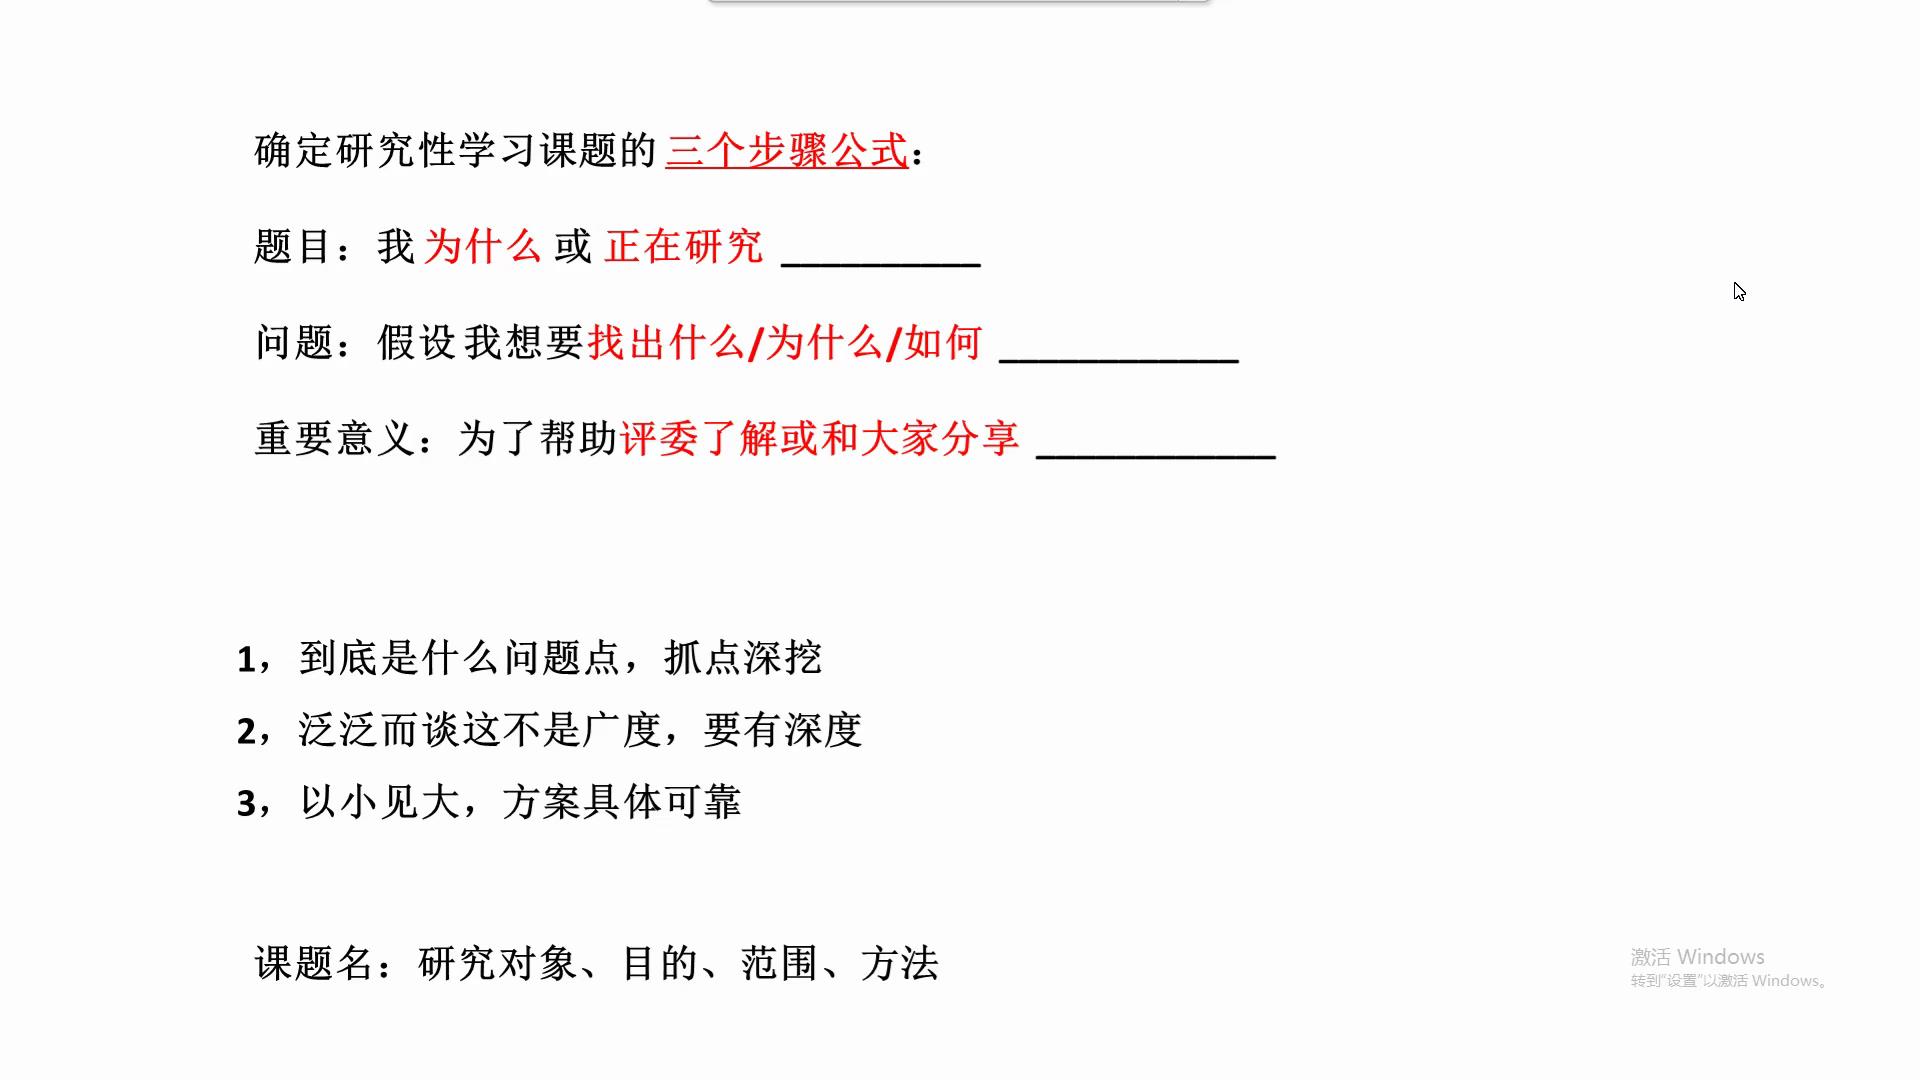 确定研究性学习课题的 三个步骤公式：
题目：我 为什么 或 正在研究 __________
问题：假设 我想要找出什么/为什么/如何 ____________
重要意义：为了帮助评委了解或和大家分享 ____________
1，到底是什么问题点，抓点深挖
2，泛泛而谈这不是广度，要有深度
3，以小见大，方案具体可靠
课题名：研究对象、目的、范围、方法
激活 Windows
转到“设置”以激活 Windows。